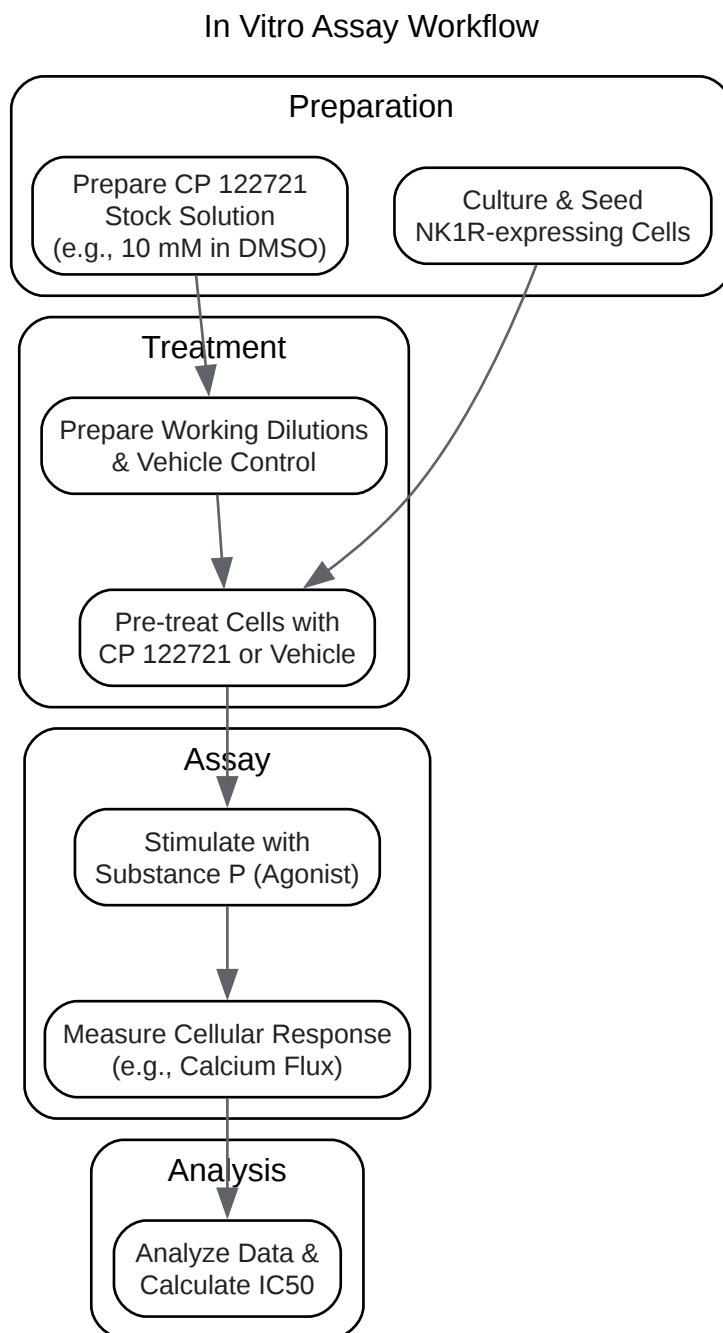 In Vitro Assay Workflow
Preparation
Prepare CP 122721
Stock Solution
(e.g., 10 mM in DMSO)
Culture & Seed
NK1R-expressing Cells
Treatment
Prepare Working Dilutions
& Vehicle Control
Pre-treat Cells with
CP 122721 or Vehicle
Assay
Stimulate with
Substance P (Agonist)
Measure Cellular Response
(e.g., Calcium Flux)
Analysis
Analyze Data &
Calculate IC50